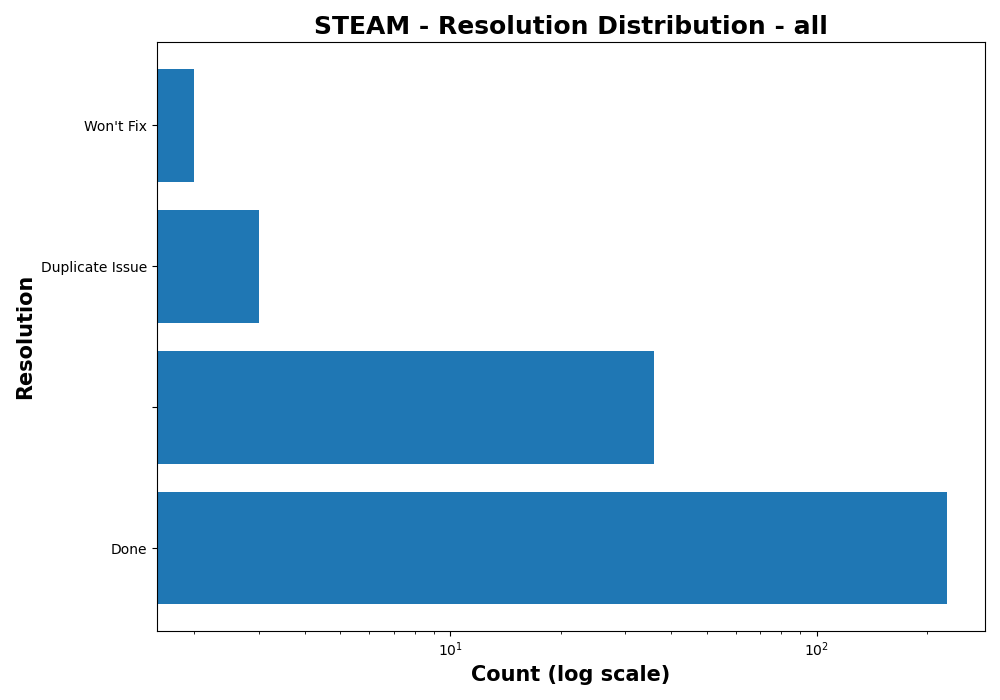 STEAM - Resolution Distribution - all
Won't Fix
Duplicate Issue
Done
Resolution
10¹
10²
Count (log scale)